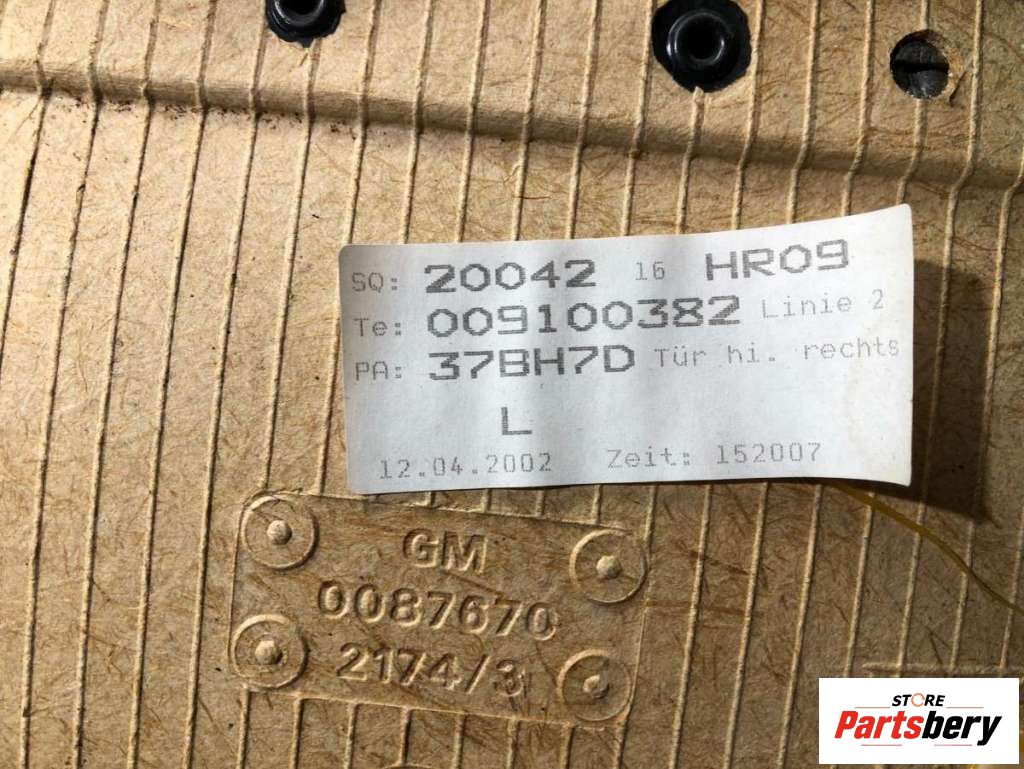 SQ: 20042 16 HR09
Te: 009100382 Linie 2
PA: 37BH7D Tür hi. rechts
L
12.04.2002 Zeit: 152007
GM
0087670
2174/3
STORE
Partsbery